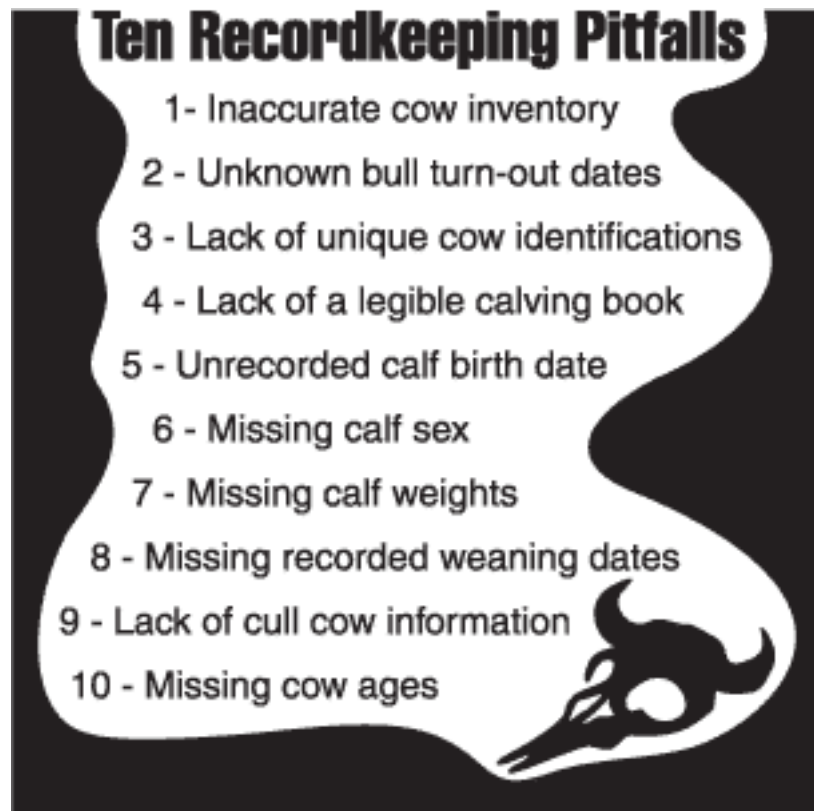 Ten Recordkeeping Pitfalls
1- Inaccurate cow inventory
2 - Unknown bull turn-out dates
3 - Lack of unique cow identifications
4 - Lack of a legible calving book
5 - Unrecorded calf birth date
6 - Missing calf sex
7 - Missing calf weights
8 - Missing recorded weaning dates
9 - Lack of cull cow information
10 - Missing cow ages